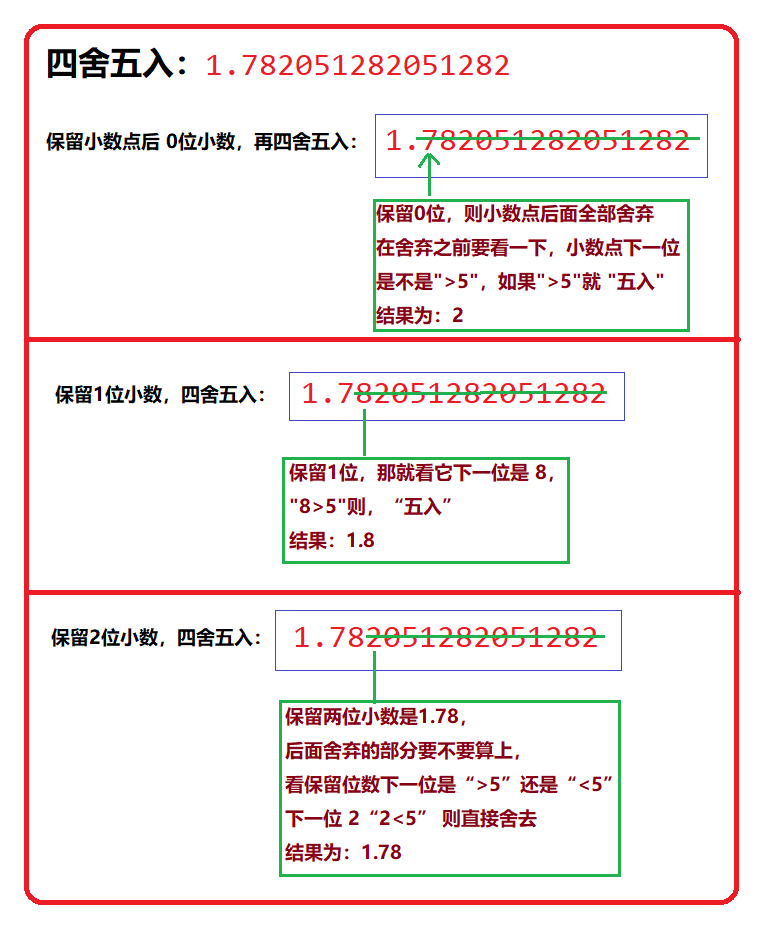 四舍五入：1.782051282051282
保留小数点后 0位小数，再四舍五入： 1.782051282051282
保留0位，则小数点后面全部舍弃
在舍弃之前要看一下，小数点下一位
是不是">5"，如果">5"就 "五入"
结果为：2
保留1位小数，四舍五入： 1.782051282051282
保留1位，那就看它下一位是 8，
"8>5"则，“五入”
结果：1.8
保留2位小数，四舍五入： 1.782051282051282
保留两位小数是1.78，
后面舍弃的部分要不要算上，
看保留位数下一位是“>5”还是“<5”
下一位 2“2<5” 则直接舍去
结果为：1.78